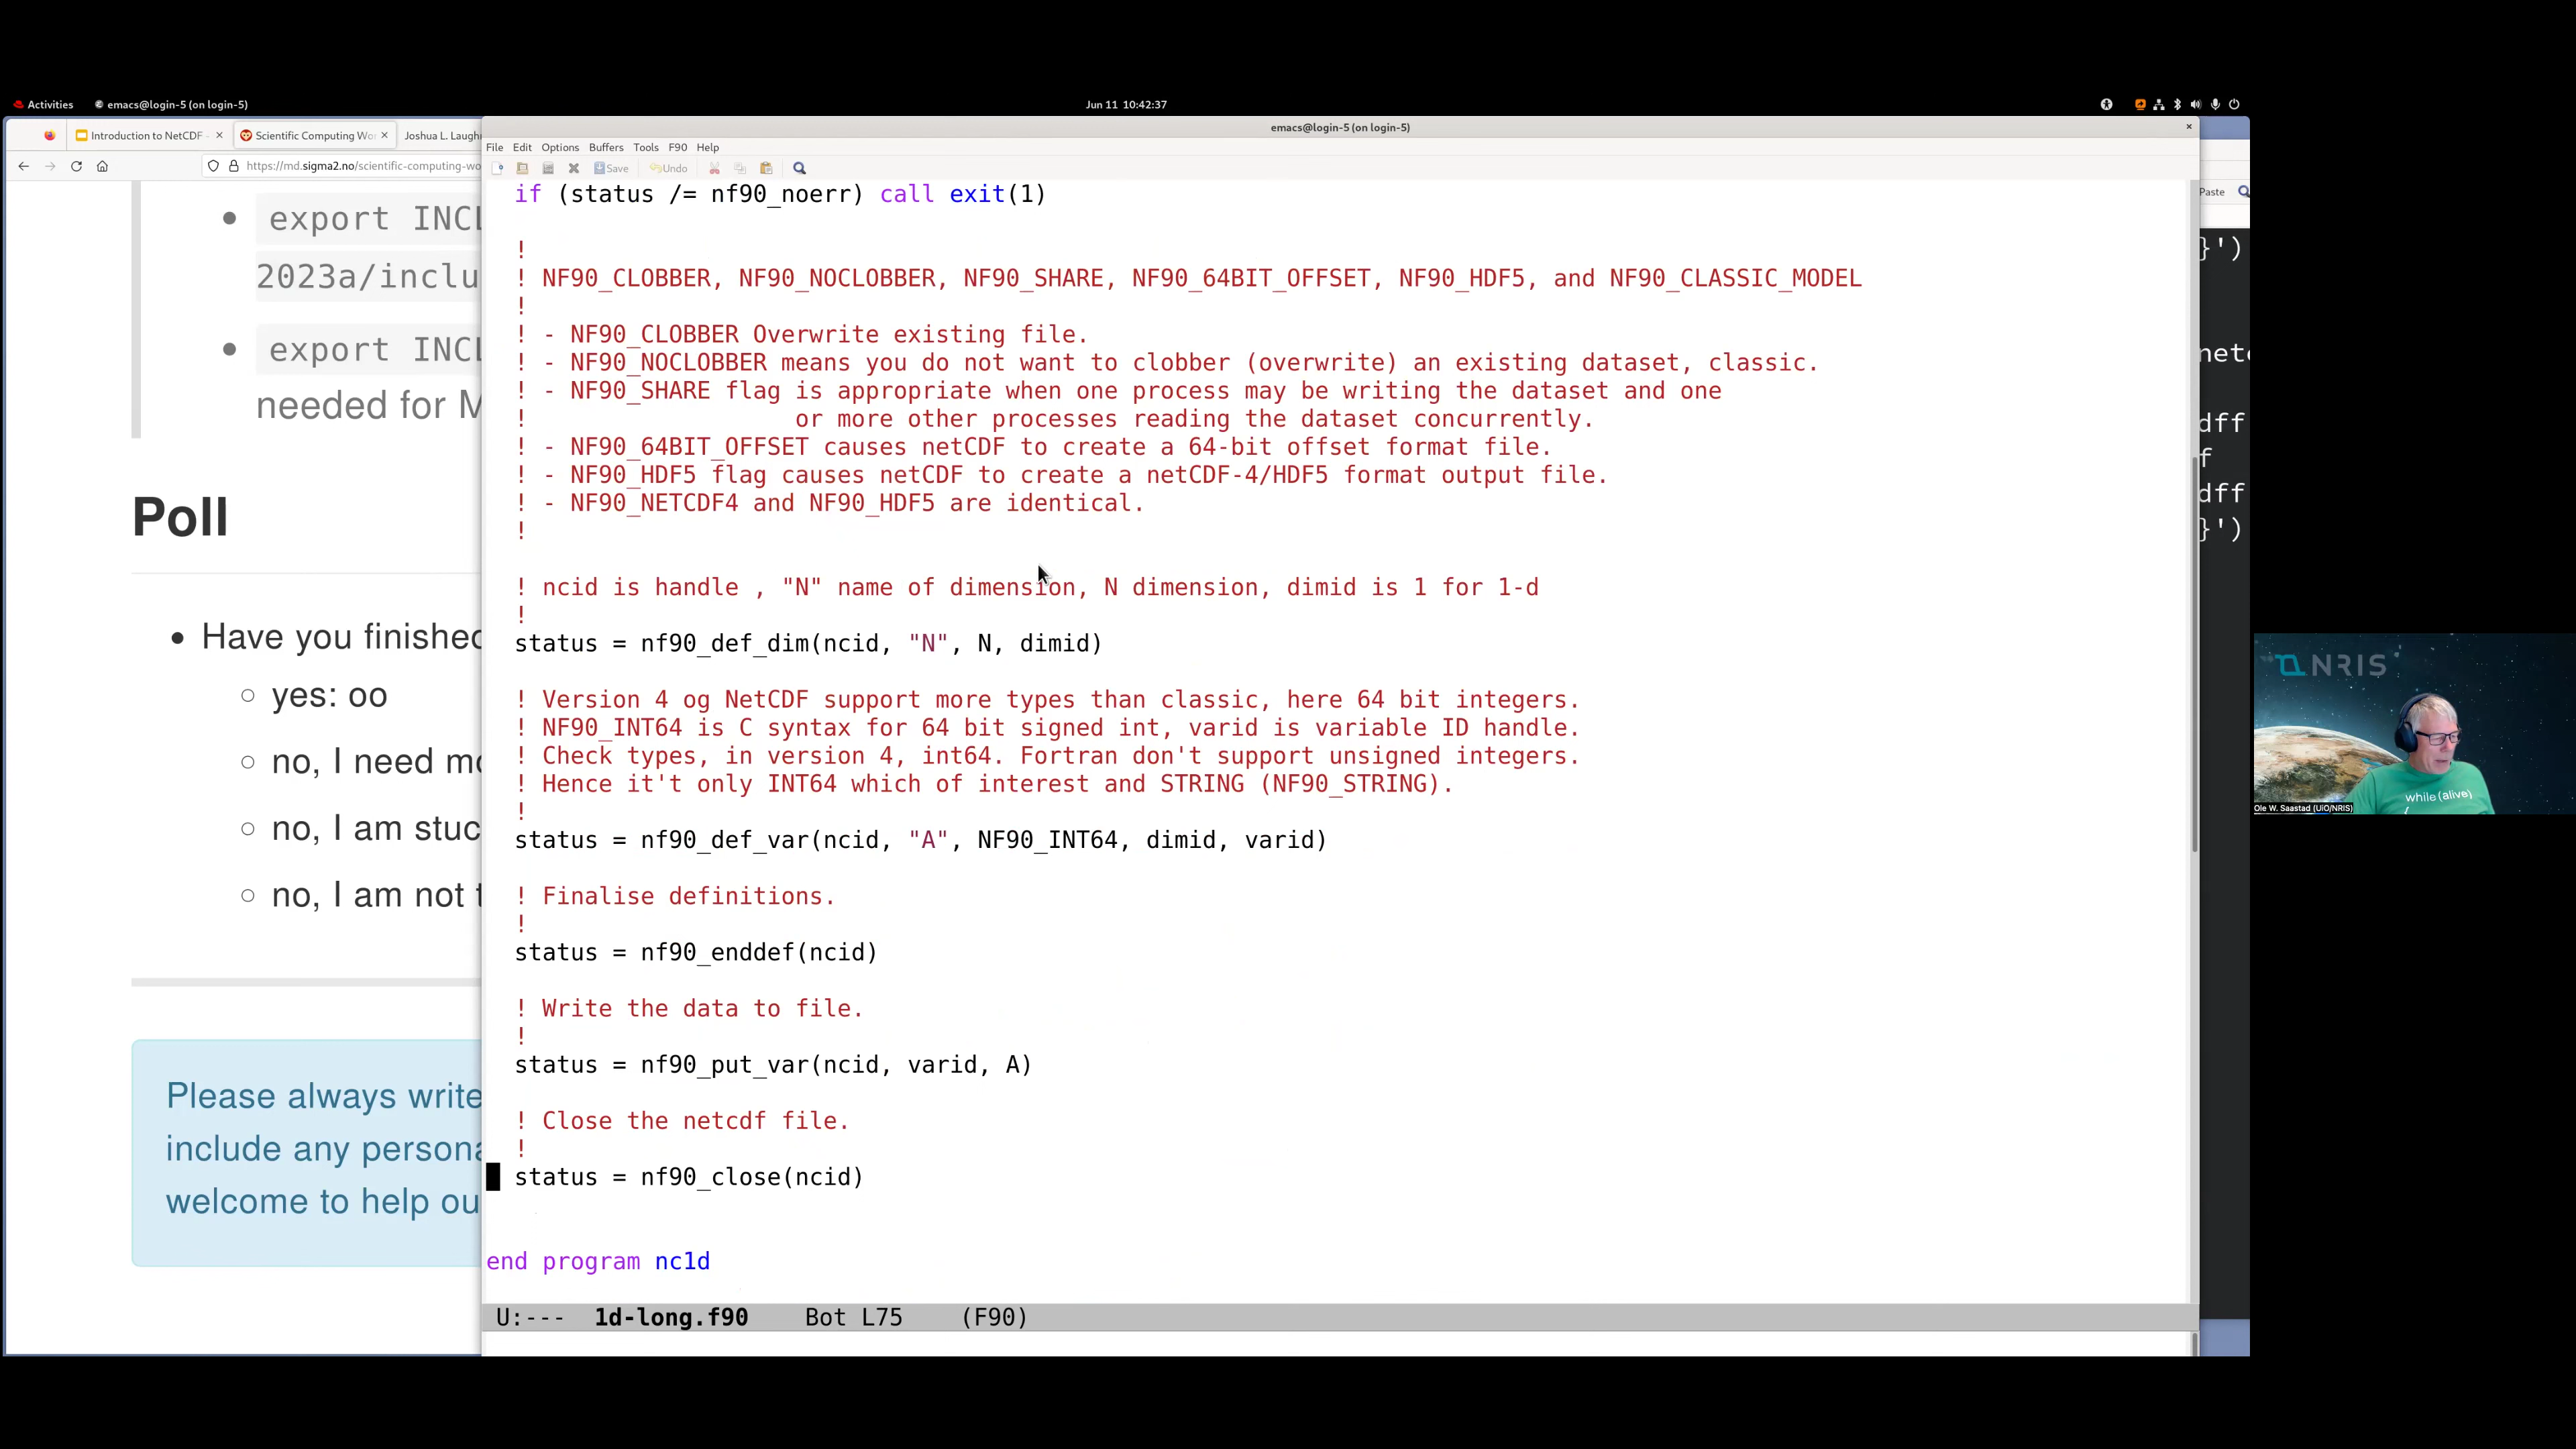 Activities
emacs@login-5 (on login-5)
Jun 11 10:42:37
Introduction to NetCDF
Scientific Computing Wo
Joshua L. Laugh
https://md.sigma2.no/scientific-computing-wo
export INCL
2023a/inclu
export INCL
needed for M
Poll
Have you finished
yes: oo
no, I need mo
no, I am stuc
no, I am not t
Please always write
include any persona
welcome to help ou
emacs@login-5 (on login-5)
File Edit Options Buffers Tools F90 Help
Save Undo
if (status /= nf90_noerr) call exit(1)
!
! NF90_CLOBBER, NF90_NOCLOBBER, NF90_SHARE, NF90_64BIT_OFFSET, NF90_HDF5, and NF90_CLASSIC_MODEL
!
! - NF90_CLOBBER Overwrite existing file.
! - NF90_NOCLOBBER means you do not want to clobber (overwrite) an existing dataset, classic.
! - NF90_SHARE flag is appropriate when one process may be writing the dataset and one
! or more other processes reading the dataset concurrently.
! - NF90_64BIT_OFFSET causes netCDF to create a 64-bit offset format file.
! - NF90_HDF5 flag causes netCDF to create a netCDF-4/HDF5 format output file.
! - NF90_NETCDF4 and NF90_HDF5 are identical.
!
! ncid is handle , "N" name of dimension, N dimension, dimid is 1 for 1-d
!
status = nf90_def_dim(ncid, "N", N, dimid)
! Version 4 og NetCDF support more types than classic, here 64 bit integers.
! NF90_INT64 is C syntax for 64 bit signed int, varid is variable ID handle.
! Check types, in version 4, int64. Fortran don't support unsigned integers.
! Hence it't only INT64 which of interest and STRING (NF90_STRING).
!
status = nf90_def_var(ncid, "A", NF90_INT64, dimid, varid)
! Finalise definitions.
!
status = nf90_enddef(ncid)
! Write the data to file.
!
status = nf90_put_var(ncid, varid, A)
! Close the netcdf file.
!
status = nf90_close(ncid)
end program nc1d
U:--- 1d-long.f90 Bot L75 (F90)
Paste
}')
netc
dff
f
dff
}')
NRIS
while (alive)
{
Ole W. Saastad (UiO/NRIS)